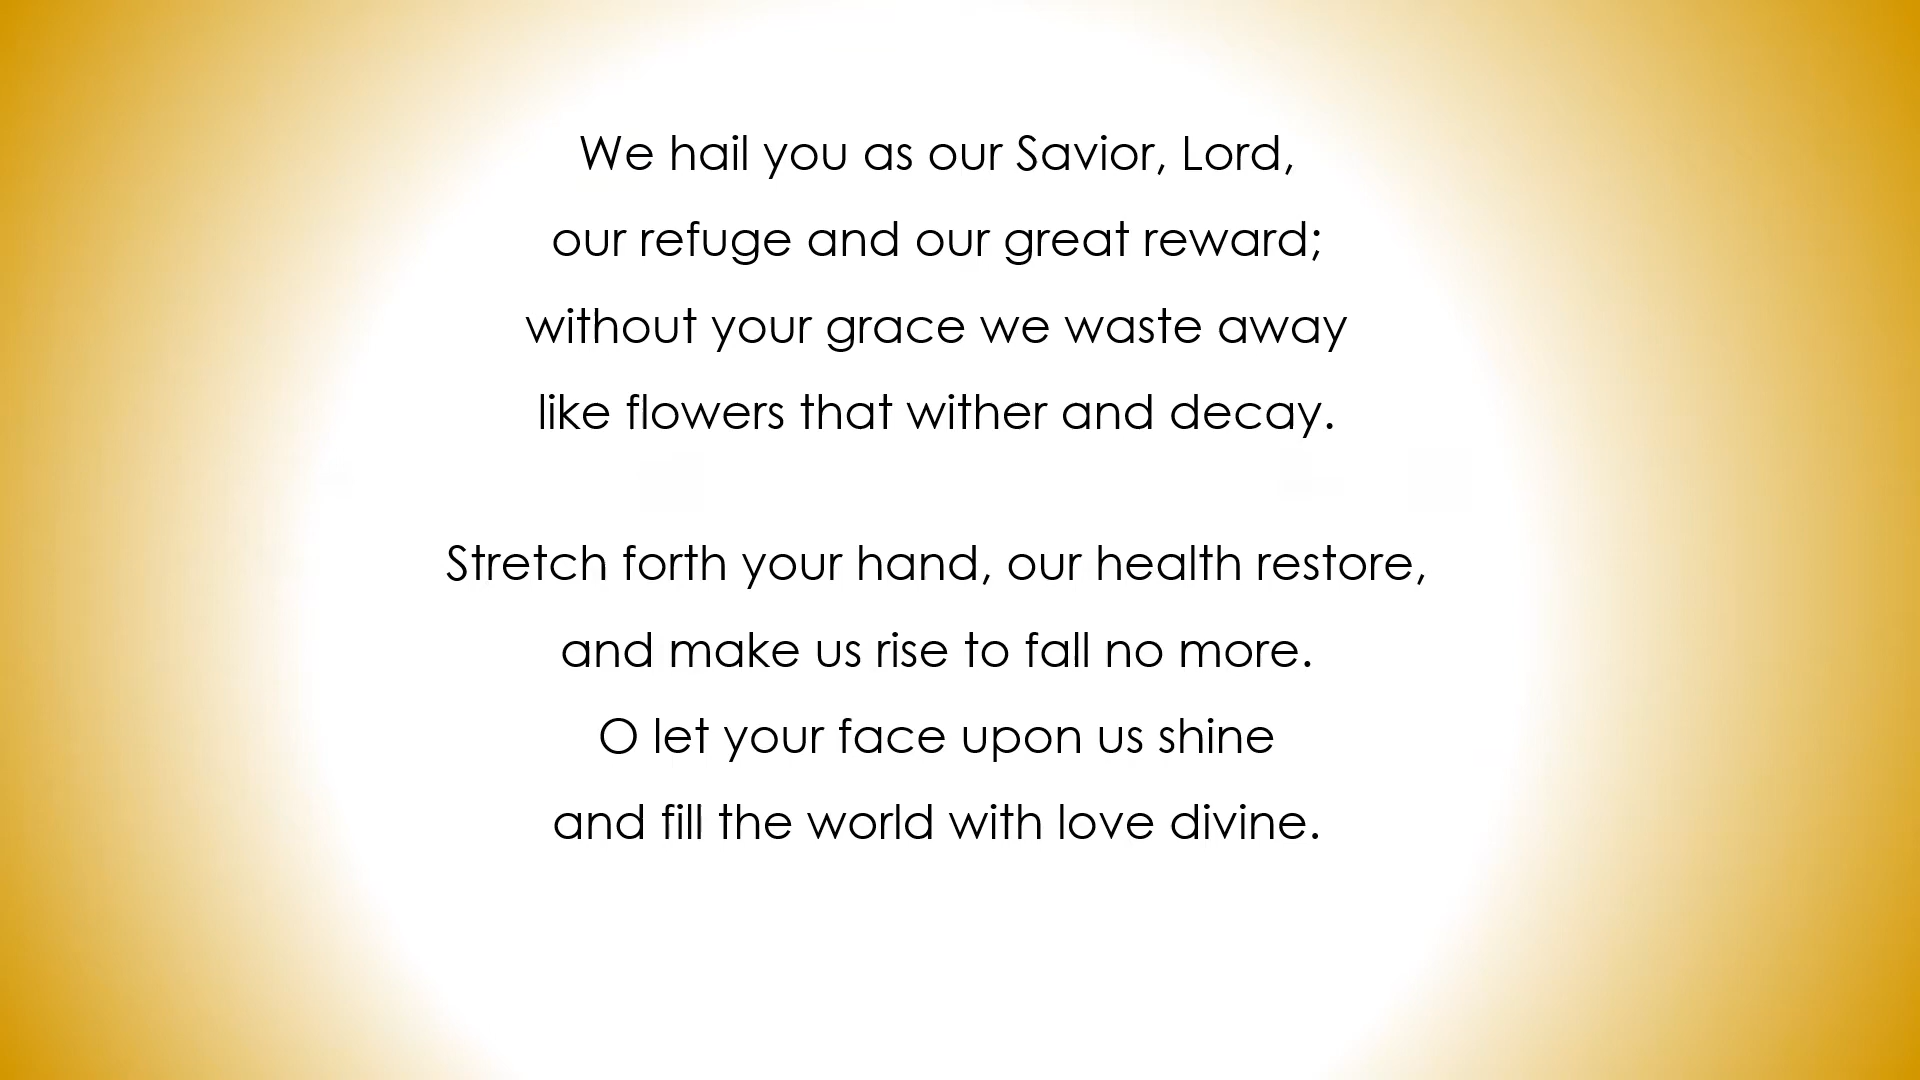 We hail you as our Savior, Lord,
our refuge and our great reward;
without your grace we waste away
like flowers that wither and decay.
Stretch forth your hand, our health restore,
and make us rise to fall no more.
O let your face upon us shine
and fill the world with love divine.